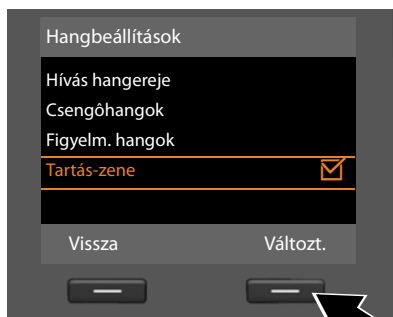 Hangbeállítások
Hívás hangereje
Csengôhangok
Figyelm. hangok
Tartás-zene
Vissza Változt.